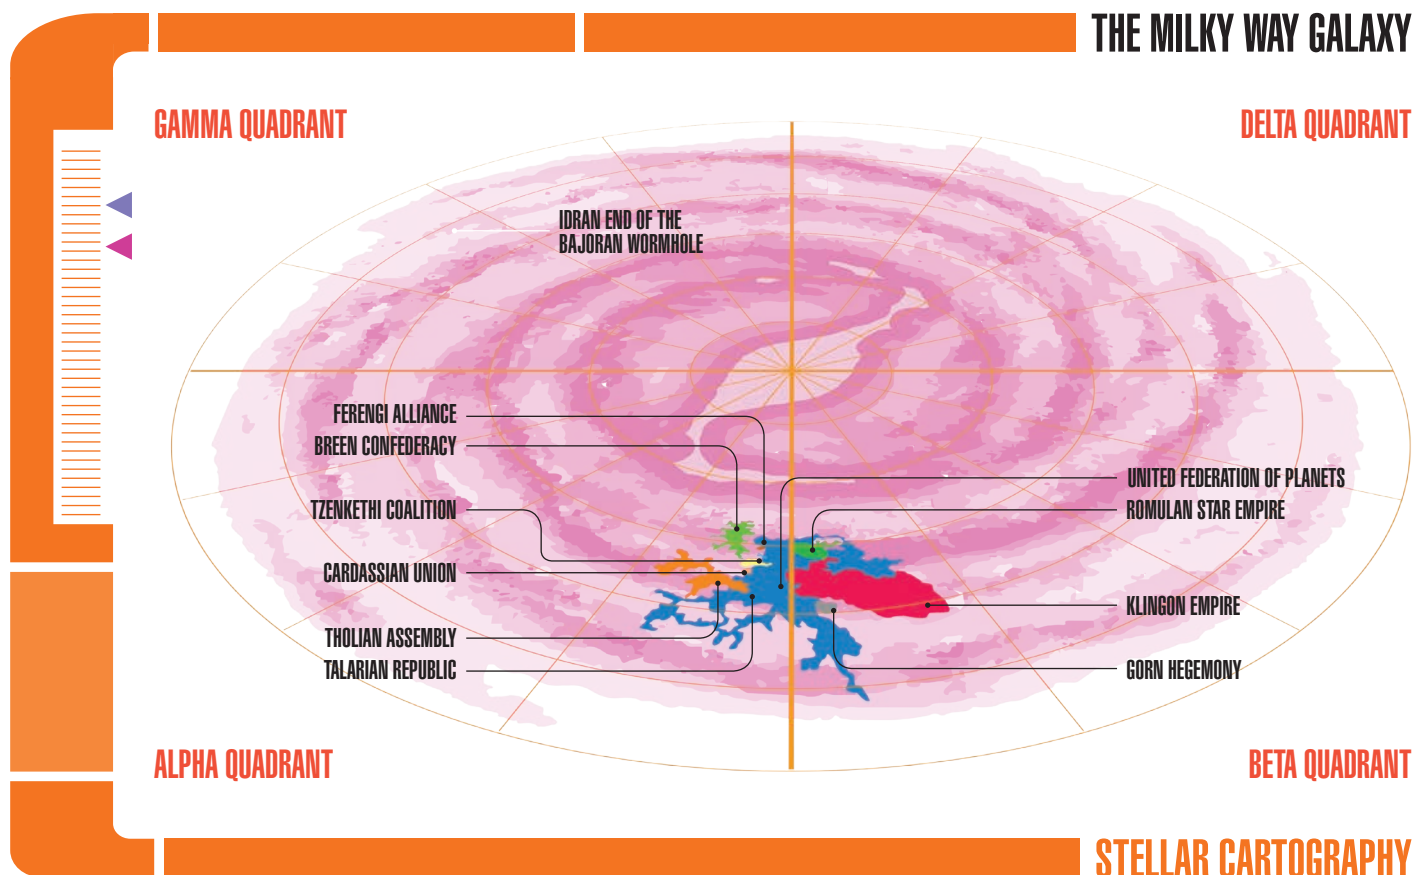 THE MILKY WAY GALAXY
GAMMA QUADRANT
DELTA QUADRANT
IDRAN END OF THE
BAJORAN WORMHOLE
FERENGI ALLIANCE
BREEN CONFEDERACY
TZENKETHI COALITION
CARDASSIAN UNION
THOLIAN ASSEMBLY
TALARIAN REPUBLIC
UNITED FEDERATION OF PLANETS
ROMULAN STAR EMPIRE
KLINGON EMPIRE
GORN HEGEMONY
ALPHA QUADRANT
BETA QUADRANT
STELLAR CARTOGRAPHY